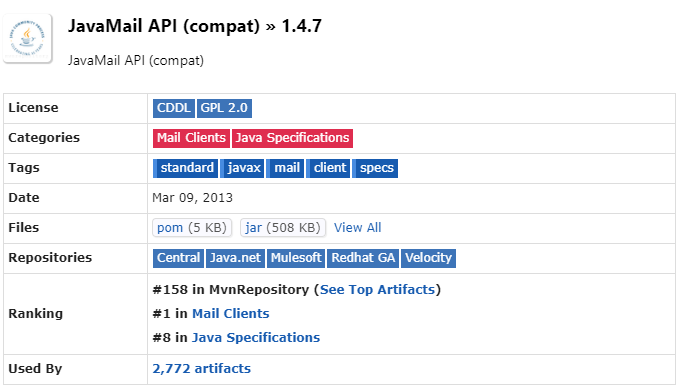 JavaMail API (compat) » 1.4.7
JavaMail API (compat)
License CDDL GPL 2.0
Categories Mail Clients Java Specifications
Tags standard javax mail client specs
Date Mar 09, 2013
Files pom (5 KB) jar (508 KB) View All
Repositories Central Java.net Mulesoft Redhat GA Velocity
Ranking
#158 in MvnRepository (See Top Artifacts)
#1 in Mail Clients
#8 in Java Specifications
Used By 2,772 artifacts